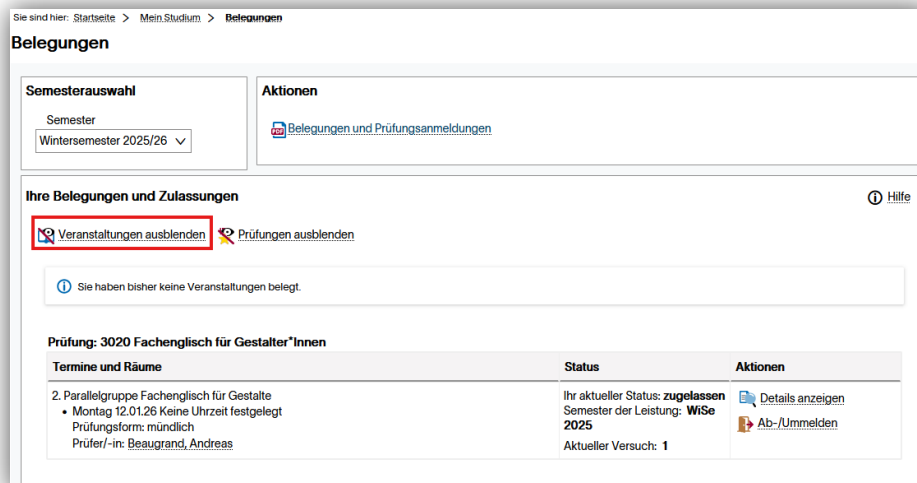 Sie sind hier: Startseite > Mein Studium > Belegungen
Belegungen
Semesterauswahl
Semester
Wintersemester 2025/26
Aktionen
PDF Belegungen und Prüfungsanmeldungen
Ihre Belegungen und Zulassungen
Hilfe
Veranstaltungen ausblenden Prüfungen ausblenden
Sie haben bisher keine Veranstaltungen belegt.
Prüfung: 3020 Fachenglisch für Gestalter*Innen
Termine und Räume Status Aktionen
2. Parallelgruppe Fachenglisch für Gestalte
• Montag 12.01.26 Keine Uhrzeit festgelegt
Prüfungsform: mündlich
Prüfer/-in: Beaugrand, Andreas
Ihr aktueller Status: zugelassen
Semester der Leistung: WiSe
2025
Aktueller Versuch: 1
Details anzeigen
Ab-/Ummelden